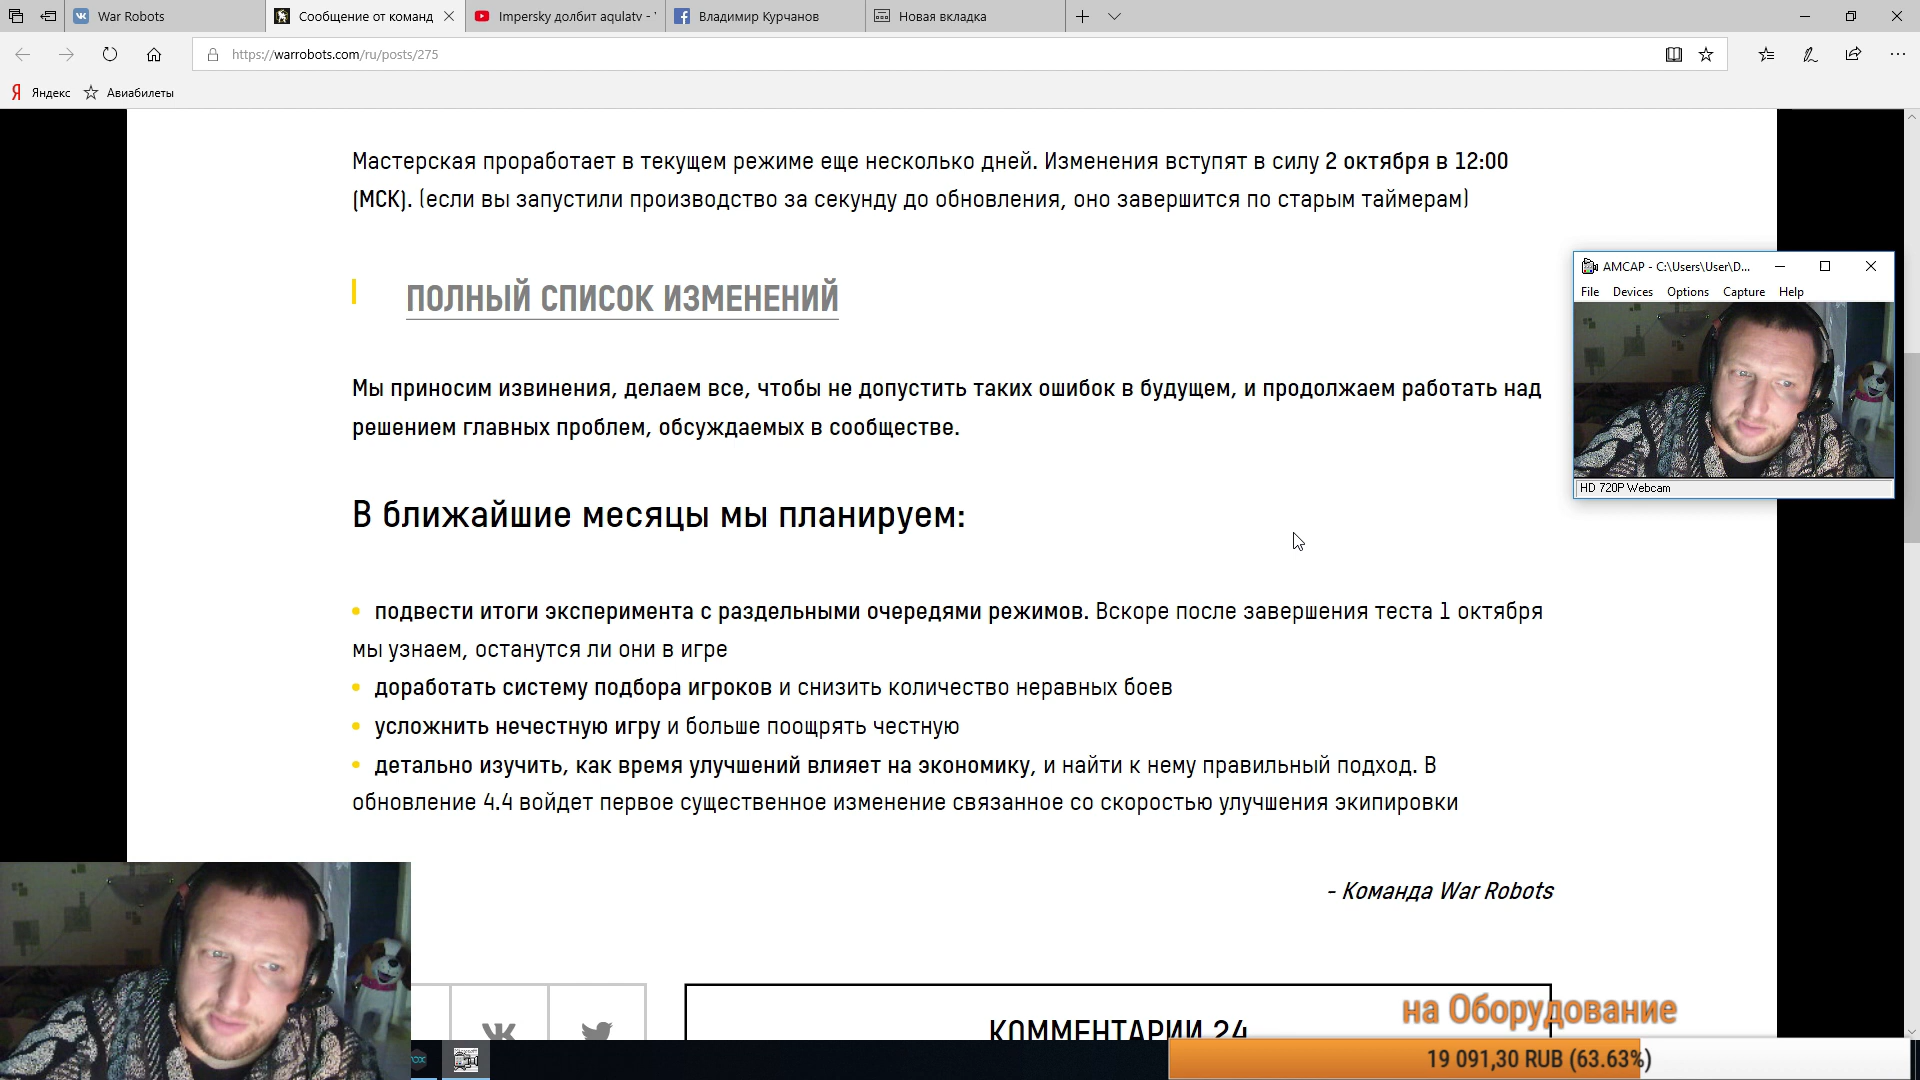 War Robots
Сообщение от команд
Impersky долбит aqulatv -
Владимир Курчанов
Новая вкладка
https://warrobots.com/ru/posts/275
Яндекс
Авиабилеты
Мастерская проработает в текущем режиме еще несколько дней. Изменения вступят в силу 2 октября в 12:00
(МСК). (если вы запустили производство за секунду до обновления, оно завершится по старым таймерам)
ПОЛНЫЙ СПИСОК ИЗМЕНЕНИЙ
Мы приносим извинения, делаем все, чтобы не допустить таких ошибок в будущем, и продолжаем работать над
решением главных проблем, обсуждаемых в сообществе.
В ближайшие месяцы мы планируем:
• подвести итоги эксперимента с раздельными очередями режимов. Вскоре после завершения теста 1 октября
мы узнаем, останутся ли они в игре
• доработать систему подбора игроков и снизить количество неравных боев
• усложнить нечестную игру и больше поощрять честную
• детально изучить, как время улучшений влияет на экономику, и найти к нему правильный подход. В
обновление 4.4 войдет первое существенное изменение связанное со скоростью улучшения экипировки
- Команда War Robots
КОММЕНТАРИИ 24
AMCAP - C:\Users\User\D...
File Devices Options Capture Help
HD 720P Webcam
на Оборудование
19 091,30 RUB (63.63%)